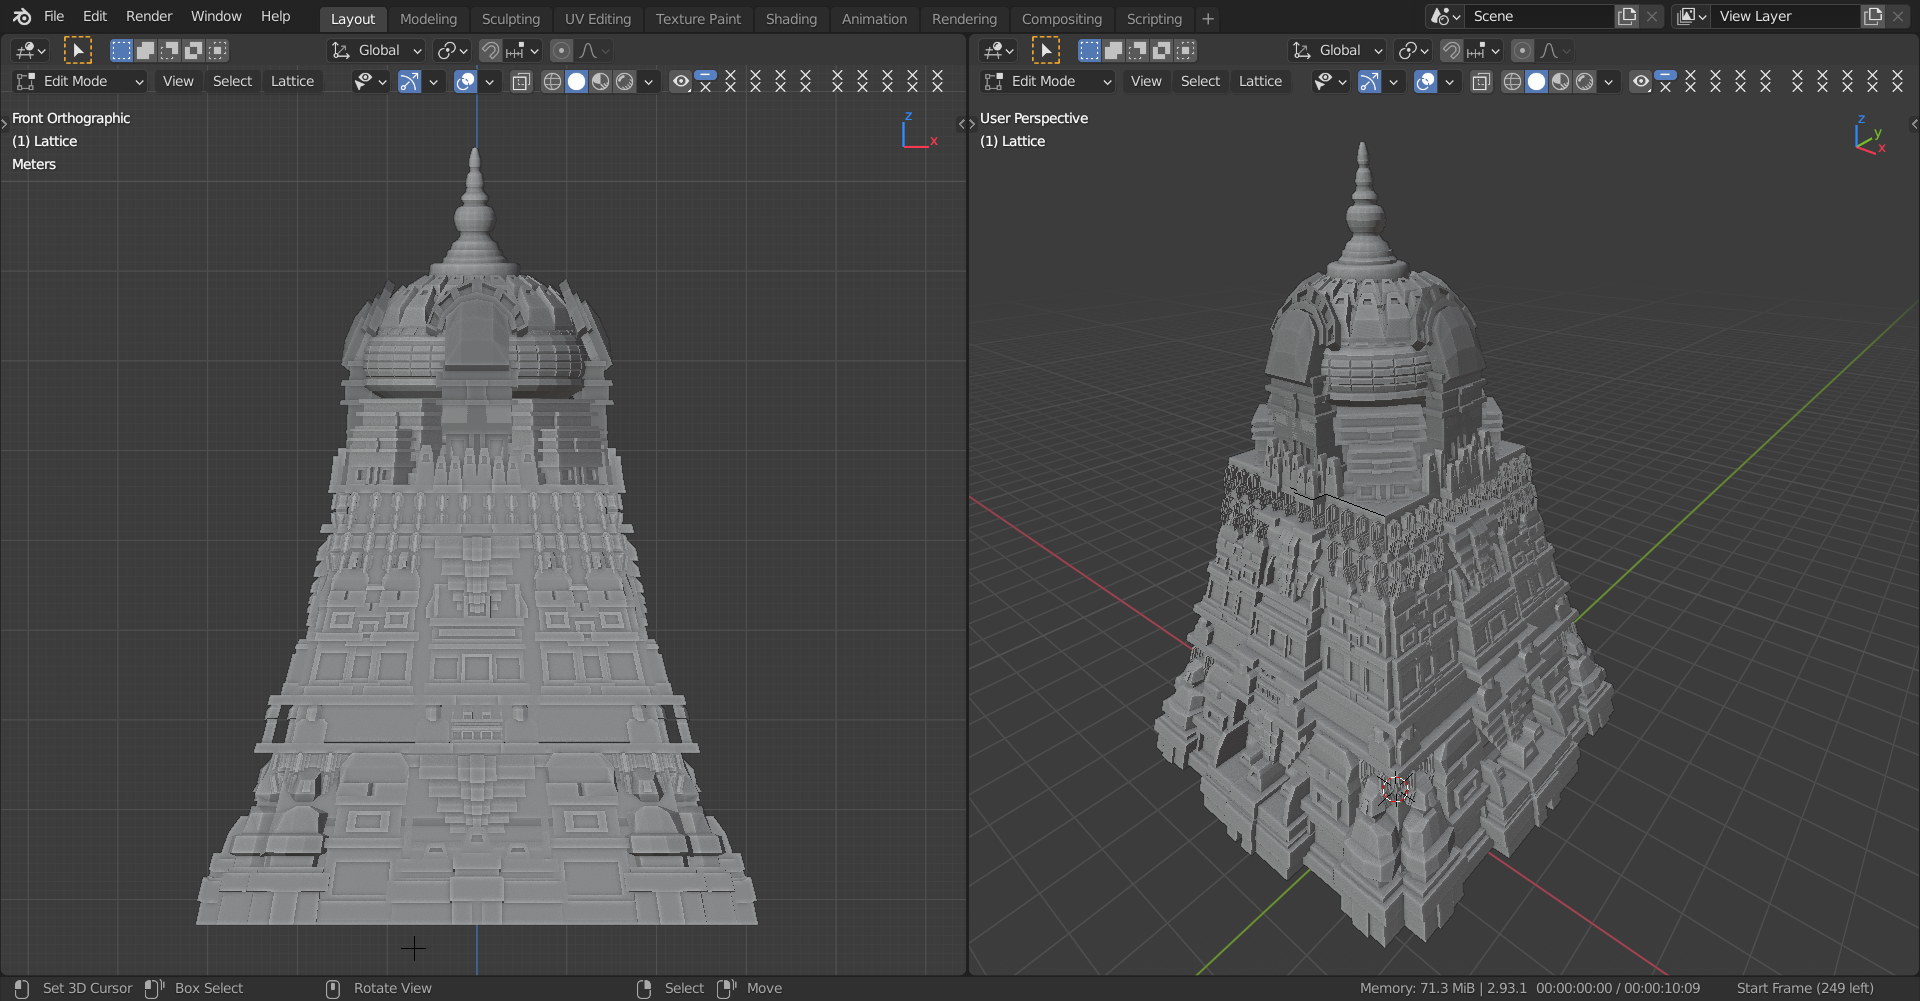 File Edit Render Window Help Layout Modeling Sculpting UV Editing Texture Paint Shading Animation Rendering Compositing Scripting + Scene View Layer
Global Global
Edit Mode View Select Lattice Edit Mode View Select Lattice
Front Orthographic
(1) Lattice
Meters
z
x
User Perspective
(1) Lattice
z
y
x
Set 3D Cursor Box Select Rotate View Select Move Memory: 71.3 MiB | 2.93.1 00:00:00:00 / 00:00:10:09 Start Frame (249 left)